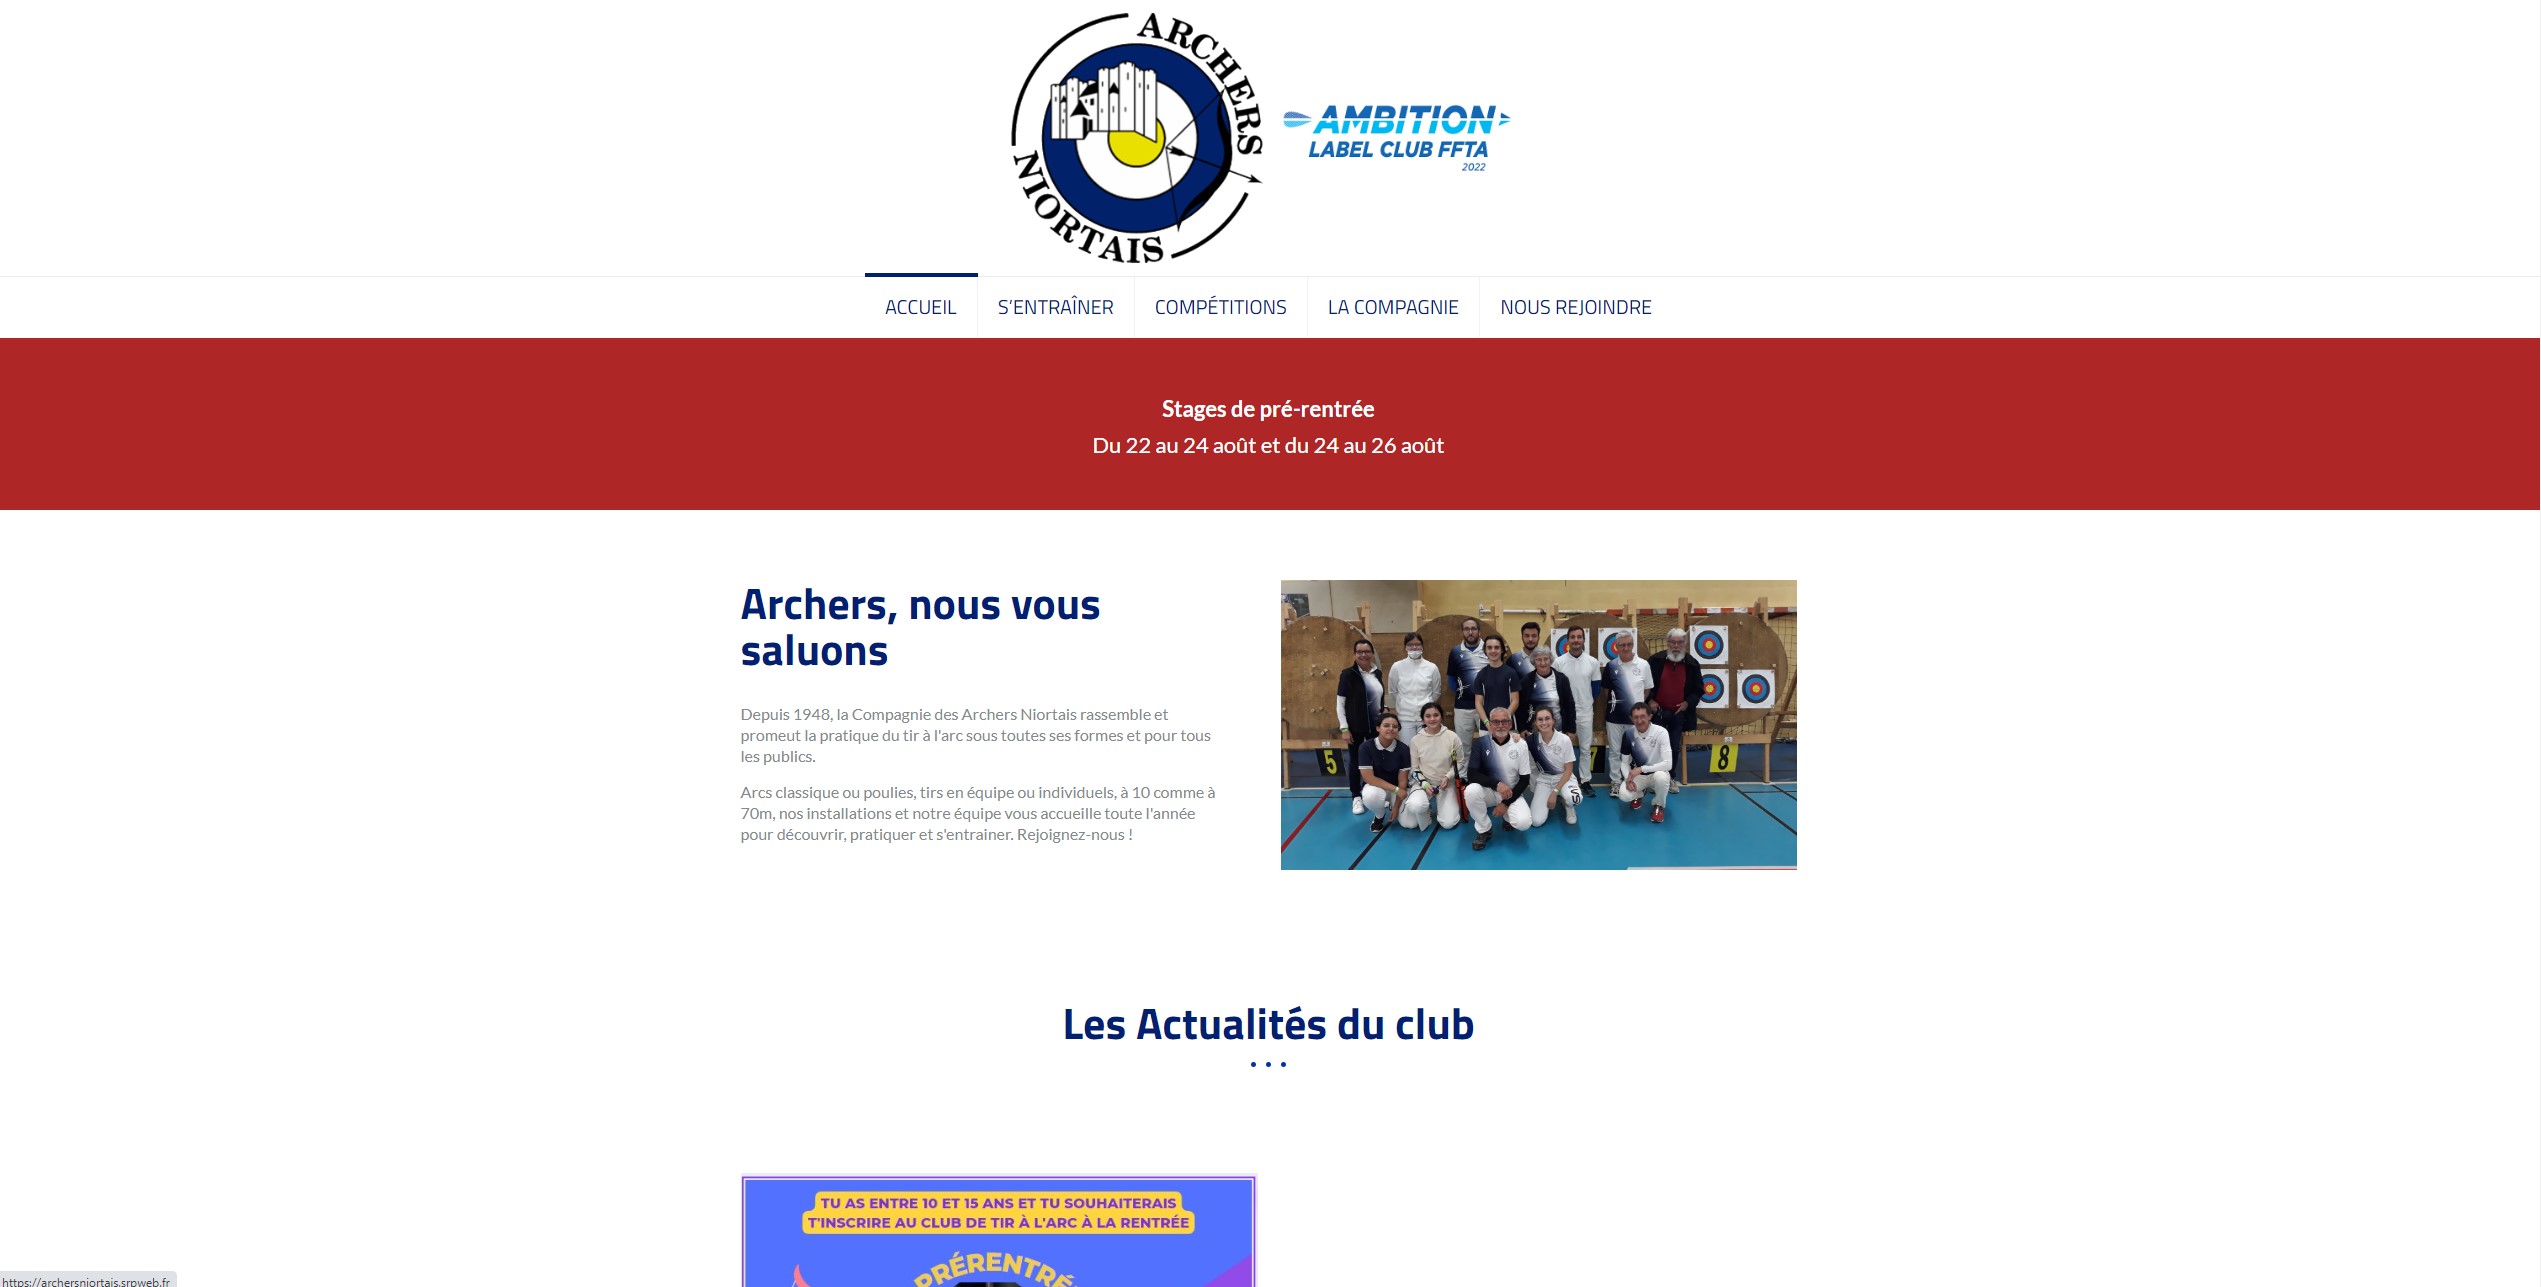 ARCHERS
NIORTAIS
AMBITION
LABEL CLUB FFTA
2022
ACCUEIL
S'ENTRAÎNER
COMPÉTITIONS
LA COMPAGNIE
NOUS REJOINDRE
Stages de pré-rentrée
Du 22 au 24 août et du 24 au 26 août
Archers, nous vous
saluons
Depuis 1948, la Compagnie des Archers Niortais rassemble et
promeut la pratique du tir à l'arc sous toutes ses formes et pour tous
les publics.
Arcs classique ou poulies, tirs en équipe ou individuels, à 10 comme à
70m, nos installations et notre équipe vous accueille toute l'année
pour découvrir, pratiquer et s'entrainer. Rejoignez-nous !
5
7
8
Les Actualités du club
TU AS ENTRE 10 ET 15 ANS ET TU SOUHAITERAIS
T'INSCRIRE AU CLUB DE TIR À L'ARC À LA RENTRÉE
PRÉRENTRÉ
https://archersniortais.srpweb.fr